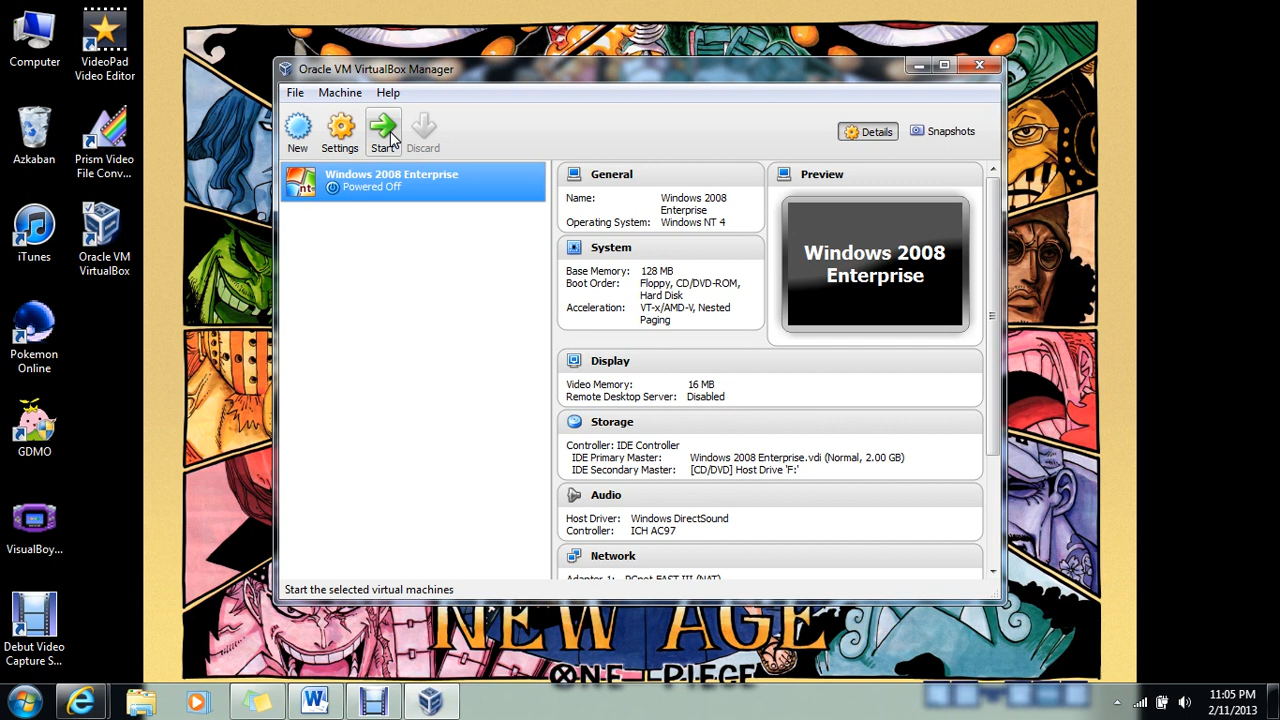 Computer
VideoPad
Video Editor
Azkaban
Prism Video
File Conv...
iTunes
Oracle VM
VirtualBox
Pokemon
Online
GDMO
VisualBoy...
Debut Video
Capture S...
Oracle VM VirtualBox Manager
File Machine Help
New Settings Start Discard
Details Snapshots
Windows 2008 Enterprise
Powered Off
General
Name: Windows 2008
Enterprise
Operating System: Windows NT 4
System
Base Memory: 128 MB
Boot Order: Floppy, CD/DVD-ROM,
Hard Disk
Acceleration: VT-x/AMD-V, Nested
Paging
Preview
Windows 2008
Enterprise
Display
Video Memory: 16 MB
Remote Desktop Server: Disabled
Storage
Controller: IDE Controller
IDE Primary Master: Windows 2008 Enterprise.vdi (Normal, 2.00 GB)
IDE Secondary Master: [CD/DVD] Host Drive 'F:'
Audio
Host Driver: Windows DirectSound
Controller: ICH AC97
Network
Adapter 1: PCnet-FAST III (NAT)
Start the selected virtual machines
NEW AGE
ONE PIECE
11:05 PM
2/11/2013